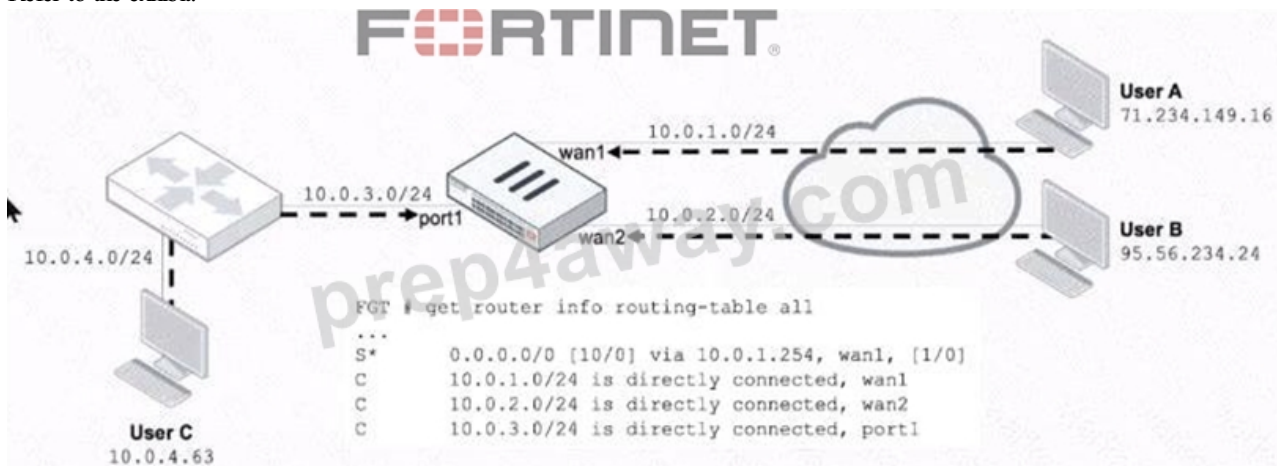 FORTINET®
User A
71.234.149.16
10.0.1.0/24
wan1
10.0.3.0/24
port1
10.0.2.0/24
wan2
User B
95.56.234.24
10.0.4.0/24
prep4away.com
FGT # get router info routing-table all
...
S* 0.0.0.0/0 [10/0] via 10.0.1.254, wan1, [1/0]
C 10.0.1.0/24 is directly connected, wan1
C 10.0.2.0/24 is directly connected, wan2
C 10.0.3.0/24 is directly connected, port1
User C
10.0.4.63